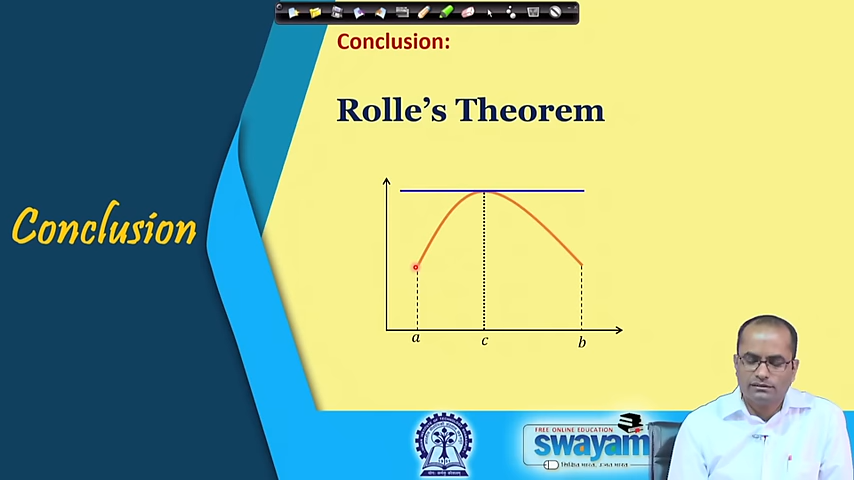 Conclusion:
Rolle's Theorem
Conclusion
a
c
b
FREE ONLINE EDUCATION
swayam